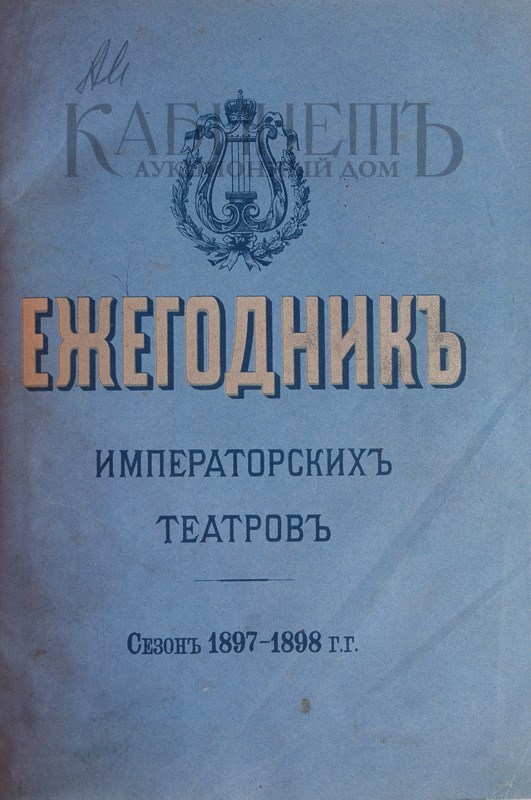 КАБИНЕТЪ
АУКЦИОННЫЙ ДОМ
ЕЖЕГОДНИКЪ
ИМПЕРАТОРСКИХЪ
ТЕАТРОВЪ
Сезонъ 1897-1898 г.г.